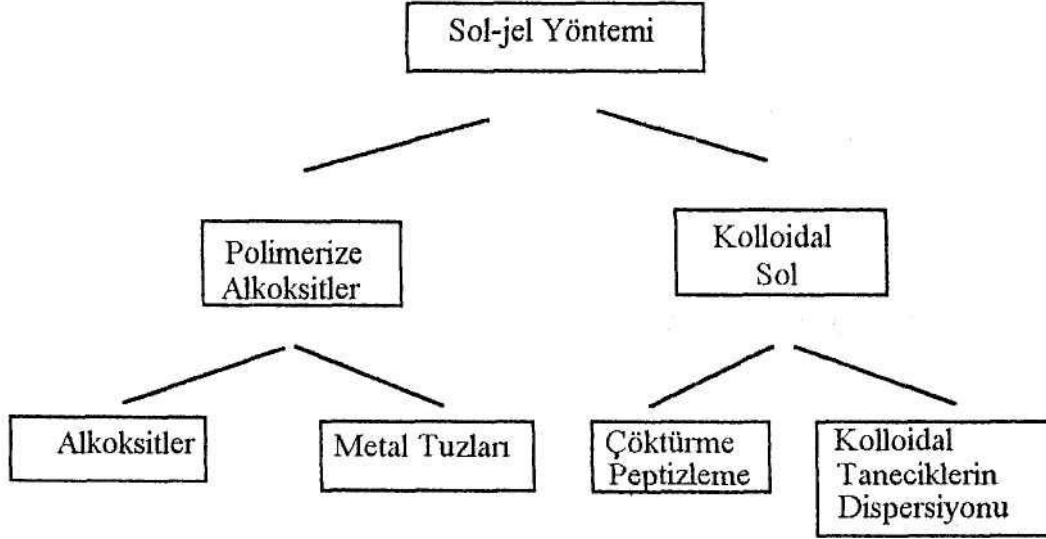 Sol-jel Yöntemi
Polimerize
Alkoksitler
Kolloidal
Sol
Alkoksitler
Metal Tuzları
Çöktürme
Peptizleme
Kolloidal
Taneciklerin
Dispersiyonu